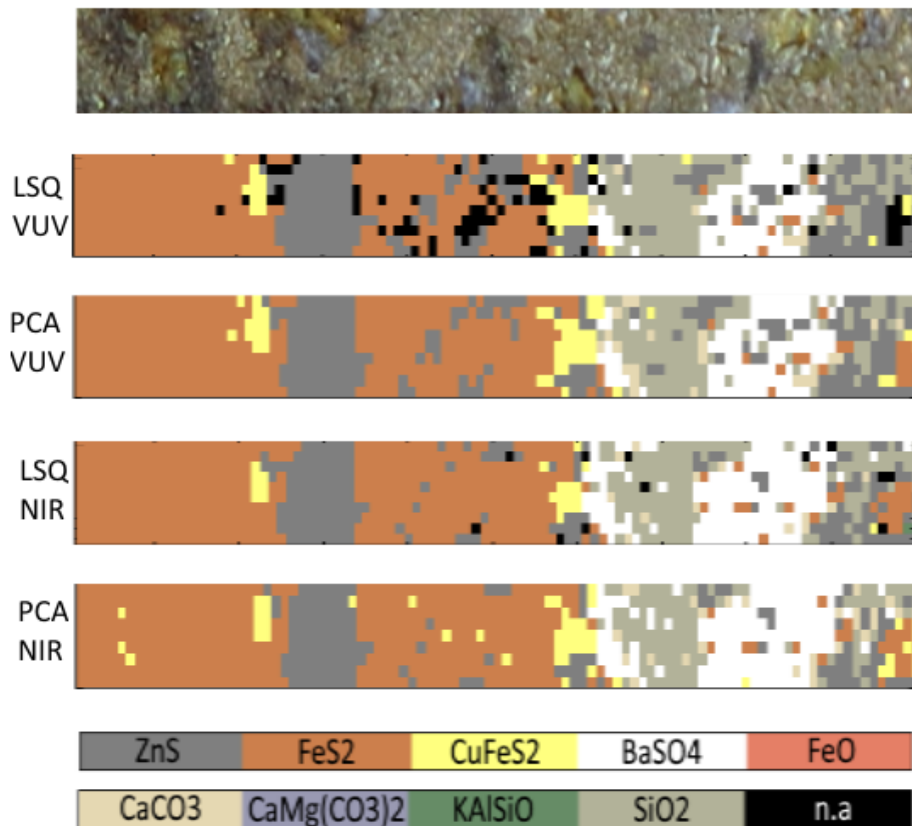 LSQ
VUV
PCA
VUV
LSQ
NIR
PCA
NIR
ZnS FeS2 CuFeS2 BaSO4 FeO
CaCO3 CaMg(CO3)2 KAlSiO SiO2 n.a